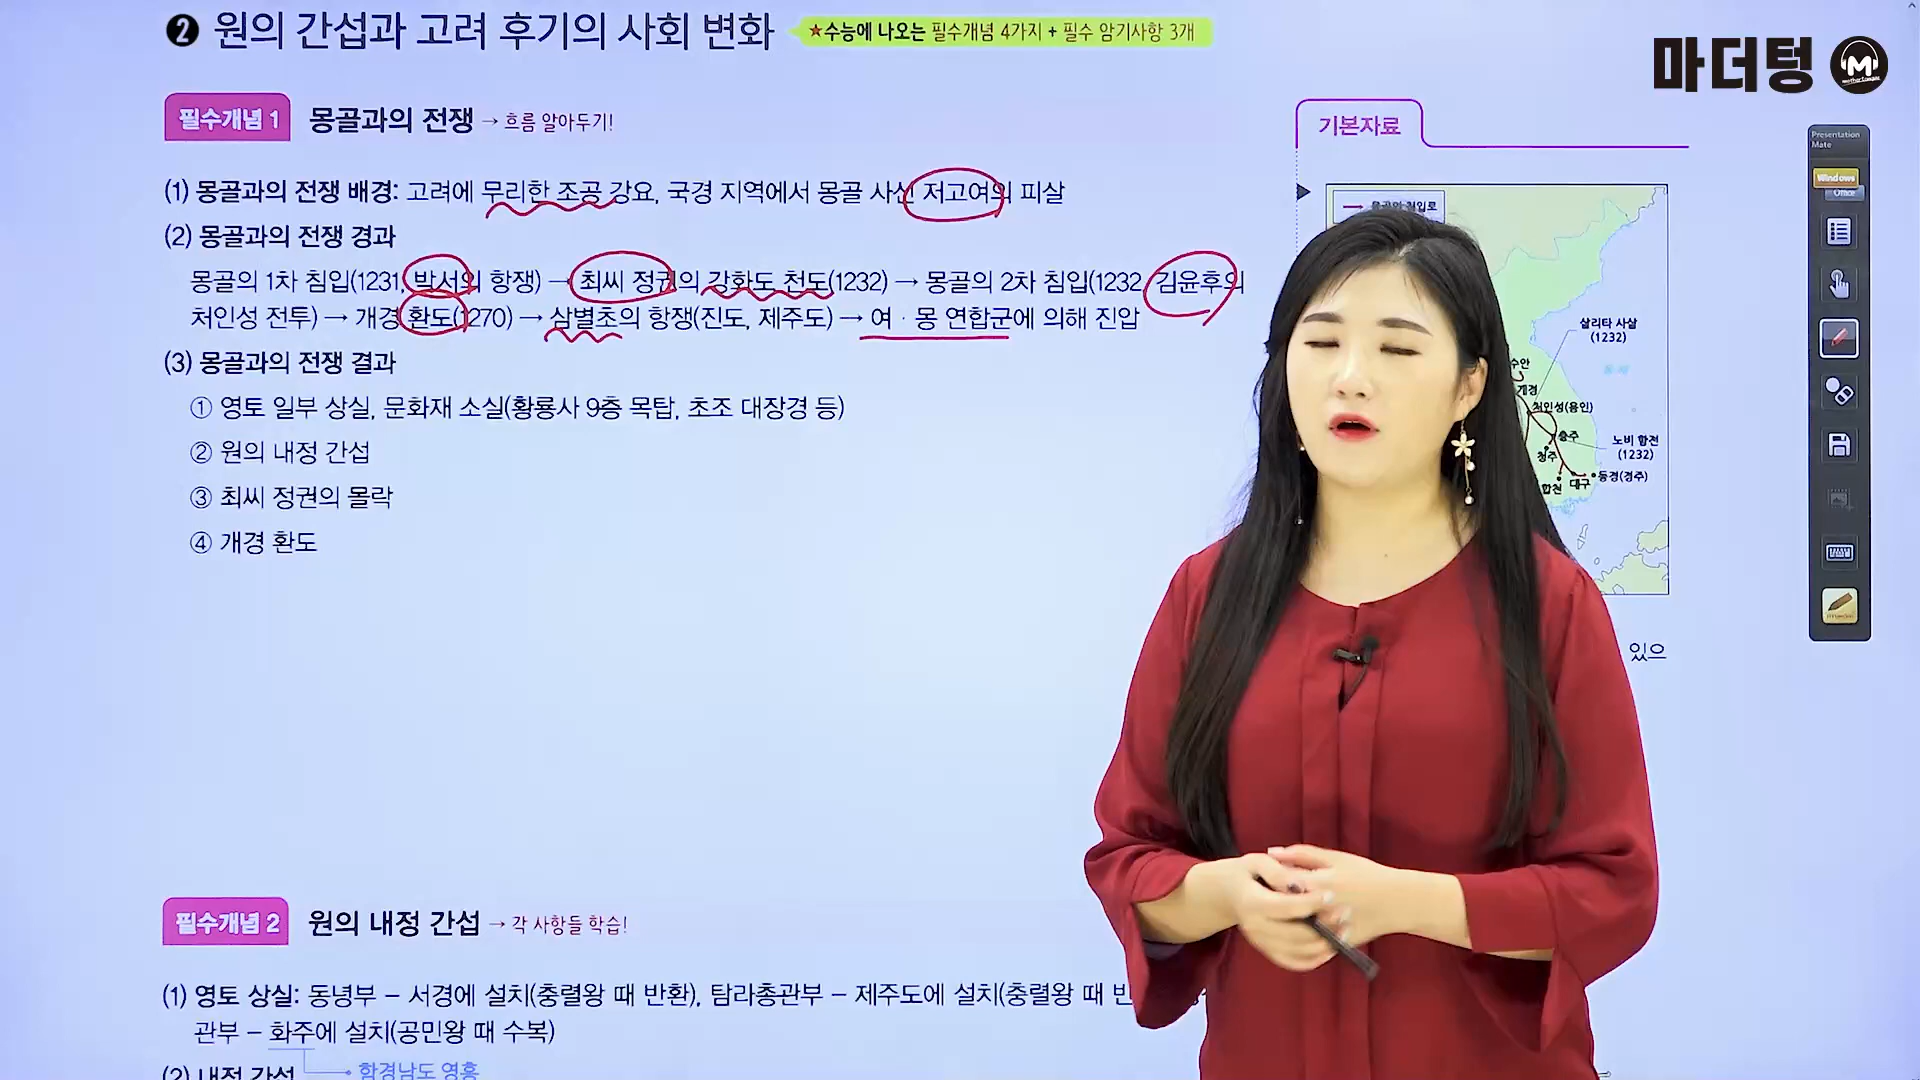 ❷ 원의 간섭과 고려 후기의 사회 변화
★수능에 나오는 필수개념 4가지 + 필수 암기사항 3개
마더텅
M
필수개념 1 몽골과의 전쟁 → 흐름 알아두기!
기본자료
Presentation Mate
Windows
Office
(1) 몽골과의 전쟁 배경: 고려에 무리한 조공 강요, 국경 지역에서 몽골 사신 저고여의 피살
(2) 몽골과의 전쟁 경과
몽골의 1차 침입(1231, 박서의 항쟁) → 최씨 정권의 강화도 천도(1232) → 몽골의 2차 침입(1232, 김윤후의
처인성 전투) → 개경 환도(1270) → 삼별초의 항쟁(진도, 제주도) → 여 · 몽 연합군에 의해 진압
(3) 몽골과의 전쟁 결과
① 영토 일부 상실, 문화재 소실(황룡사 9층 목탑, 초조 대장경 등)
② 원의 내정 간섭
③ 최씨 정권의 몰락
④ 개경 환도
살리타 사살
(1232)
수안
개경
처인성(용인)
충주
노비 항전
(1232)
청주
동경(경주)
합천
대구
있으
필수개념 2 원의 내정 간섭 → 각 사항들 학습!
(1) 영토 상실: 동녕부 – 서경에 설치(충렬왕 때 반환), 탐라총관부 – 제주도에 설치(충렬왕 때
관부 – 화주에 설치(공민왕 때 수복)
(2) 내정 간섭
함경남도 영흥